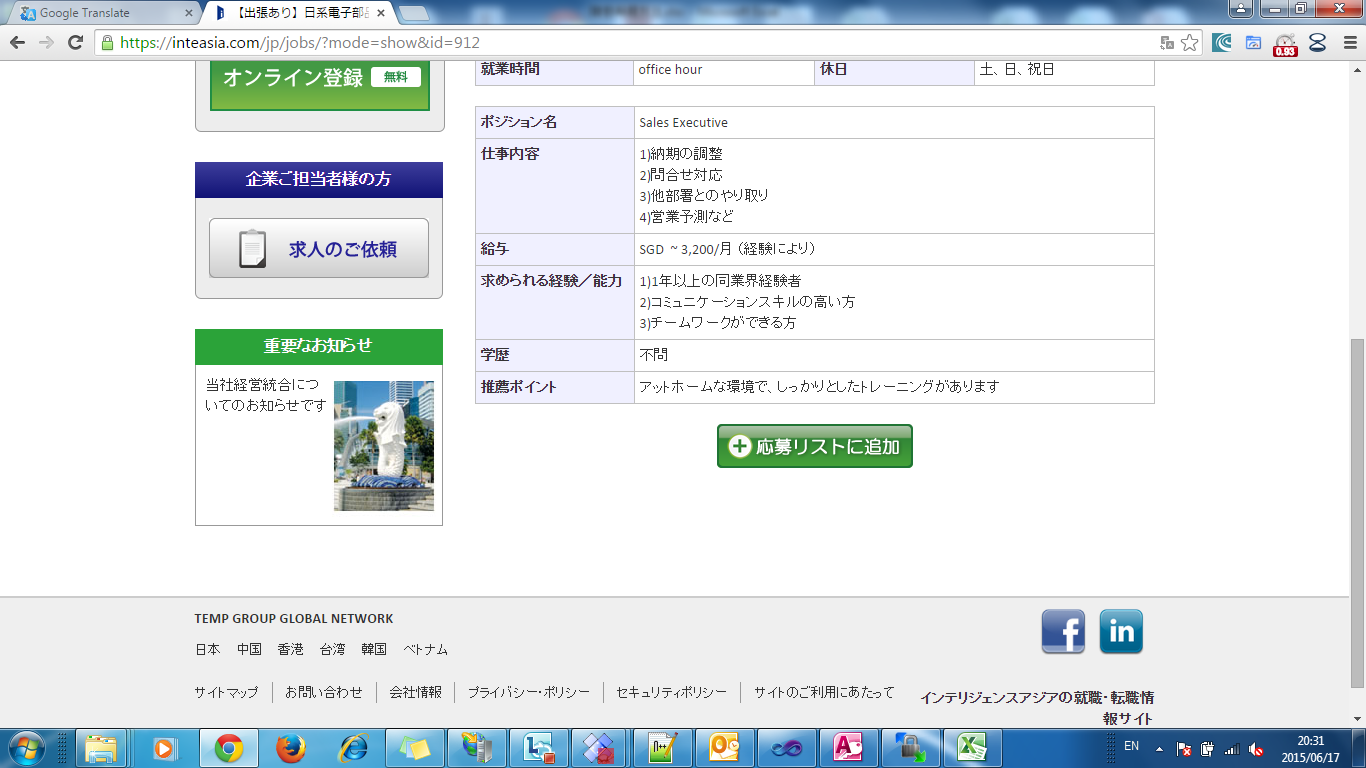 Google Translate
【出張あり】日系電子部品
https://inteasia.com/jp/jobs/?mode=show&id=912
0.93
オンライン登録 無料
企業ご担当者様の方
求人のご依頼
重要なお知らせ
当社経営統合につ
いてのお知らせです
就業時間 office hour 休日 土、日、祝日
ポジション名 Sales Executive
仕事内容 1)納期の調整
2)問合せ対応
3)他部署とのやり取り
4)営業予測など
給与 SGD ~ 3,200/月 (経験により)
求められる経験／能力 1)1年以上の同業界経験者
2)コミュニケーションスキルの高い方
3)チームワークができる方
学歴 不問
推薦ポイント アットホームな環境で、しっかりとしたトレーニングがあります
応募リストに追加
TEMP GROUP GLOBAL NETWORK
日本 中国 香港 台湾 韓国 ベトナム
サイトマップ お問い合わせ 会社情報 プライバシー・ポリシー セキュリティポリシー サイトのご利用にあたって
インテリジェンスアジアの就職・転職情
報サイト
EN
20:31
2015/06/17